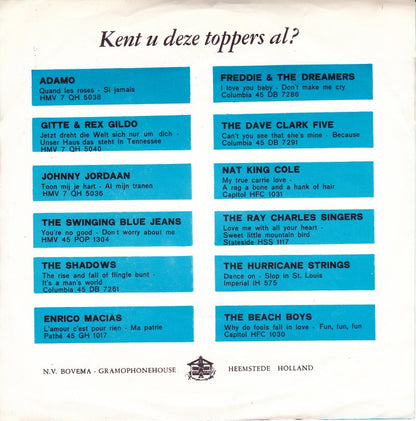 Kent u deze toppers al?
ADAMO
Quand les roses - Si jamais
HMV 7 QH 5038
GITTE & REX GILDO
Jetzt dreht die Welt sich nur um dich -
Unser Haus das steht in Tennessee
HMV 7 QH 5040
JOHNNY JORDAAN
Toon mij je hart - Al mijn tranen
HMV 7 QH 5036
THE SWINGING BLUE JEANS
You're no good - Don't worry about me
HMV 45 POP 1304
THE SHADOWS
The rise and fall of flingle bunt -
It's a man's world
Columbia 45 DB 7261
ENRICO MACIAS
L'amour c'est pour rien - Ma patrie
Pathé 45 GH 1017
FREDDIE & THE DREAMERS
I love you baby - Don't make me cry
Columbia 45 DB 7286
THE DAVE CLARK FIVE
Can't you see that she's mine - Because
Columbia 45 DB 7291
NAT KING COLE
My true carrie love -
A rag a bone and a hank of hair
Capitol HFC 1031
THE RAY CHARLES SINGERS
Love me with all your heart -
Sweet little mountain bird
Stateside HSS 1117
THE HURRICANE STRINGS
Dance on - Slop in St. Louis
Imperial IH 575
THE BEACH BOYS
Why do fools fall in love - Fun, fun, fun
Capitol HFC 1030
N.V. BOVEMA - GRAMOPHONEHOUSE HEEMSTEDE HOLLAND